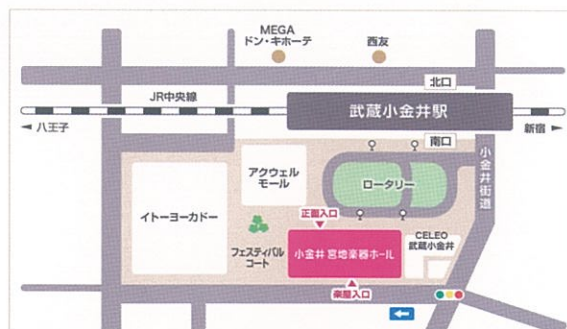 MEGA
ドン・キホーテ
西友
北口
JR中央線
武蔵小金井駅
八王子
新宿
南口
小金井街道
アクウェル
モール
ロータリー
イトーヨーカドー
正面入口
CELEO
武蔵小金井
フェスティバル
コート
小金井 宮地楽器ホール
楽屋入口